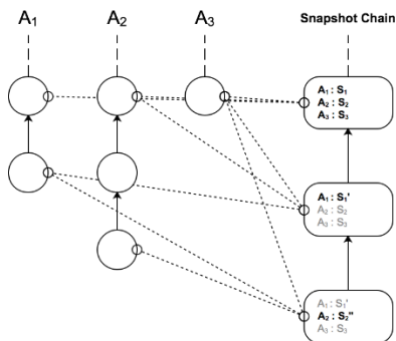 A₁ A₂ A₃ Snapshot Chain
A₁ : S₁
A₂ : S₂
A₃ : S₃
A₁ : S₁'
A₂ : S₂
A₃ : S₃
A₁ : S₁'
A₂ : S₂"
A₃ : S₃